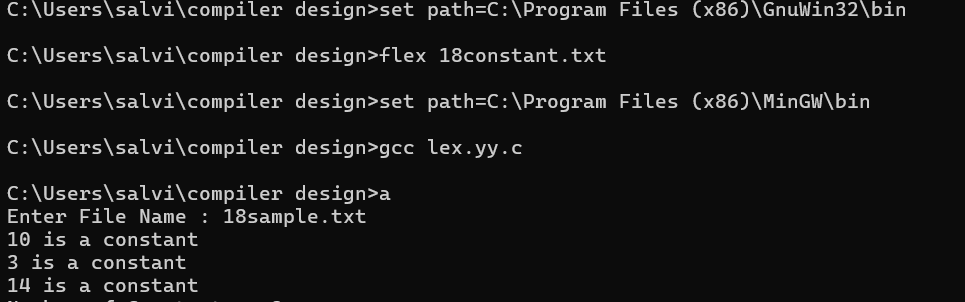 C:\Users\salvi\compiler design>set path=C:\Program Files (x86)\GnuWin32\bin
C:\Users\salvi\compiler design>flex 18constant.txt
C:\Users\salvi\compiler design>set path=C:\Program Files (x86)\MinGW\bin
C:\Users\salvi\compiler design>gcc lex.yy.c
C:\Users\salvi\compiler design>a
Enter File Name : 18sample.txt
10 is a constant
3 is a constant
14 is a constant